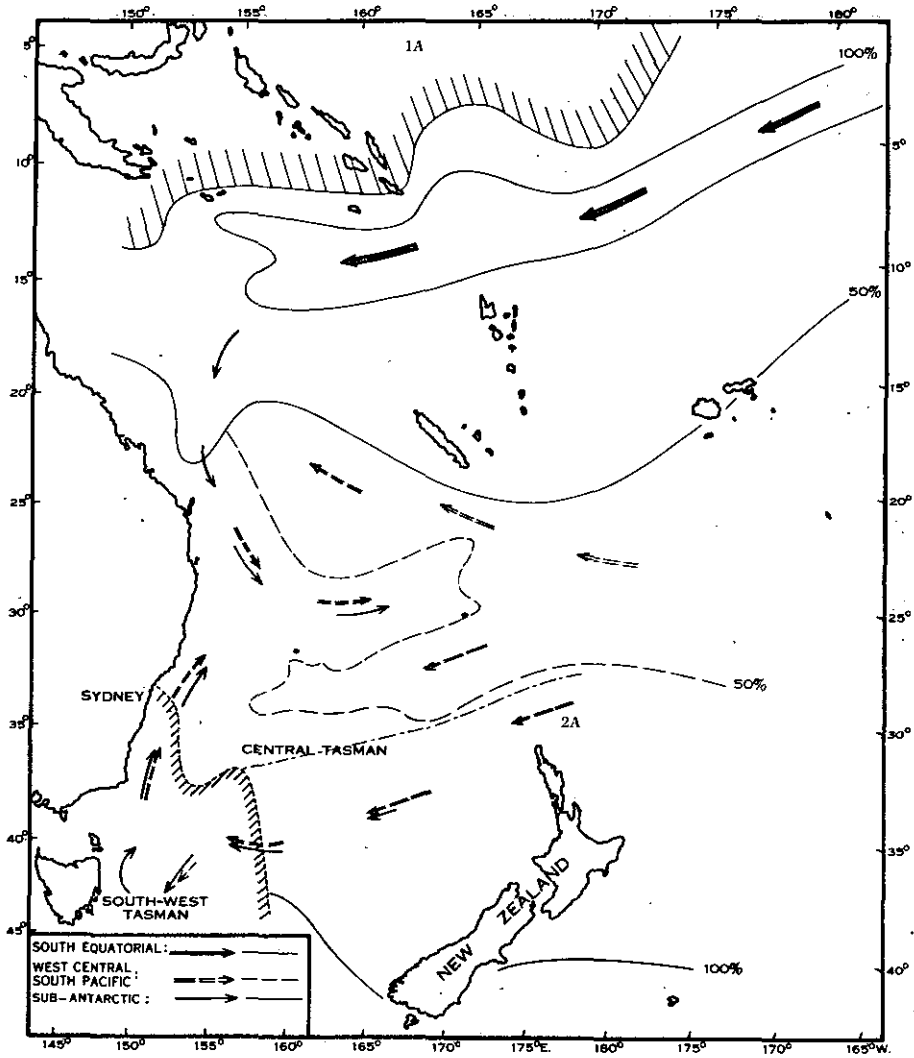 150° 155° 160° 165° 170° 175° 180°
5°
1A
100%
5°
10°
10°
15°
50%
15°
20°
20°
25°
25°
30°
SYDNEY
50%
35°
2A
30°
CENTRAL-TASMAN
40°
35°
SOUTH-WEST
TASMAN
NEW ZEALAND
45°
SOUTH EQUATORIAL:
WEST CENTRAL
SOUTH PACIFIC:
SUB-ANTARCTIC:
100%
40°
145° 150° 155° 160° 165° 170° 175°E. 180° 170° 165°W.